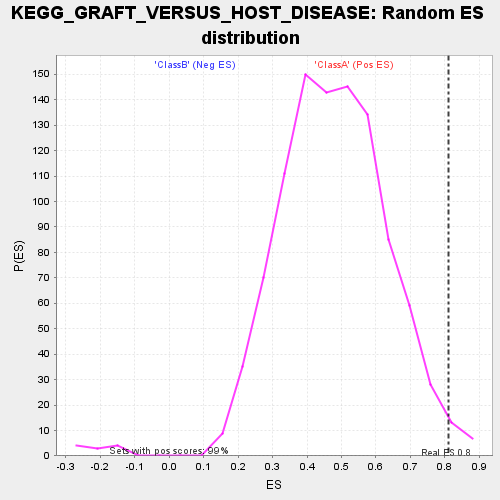 KEGG_GRAFT_VERSUS_HOST_DISEASE: Random ES
distribution
'ClassB' (Neg ES)
'ClassA' (Pos ES)
150
140
130
120
110
100
90
80
70
60
50
40
30
20
10
0
P(ES)
Sets with pos scores: 99%
Real ES 0.8
-0.3 -0.2 -0.1 0.0 0.1 0.2 0.3 0.4 0.5 0.6 0.7 0.8 0.9
ES